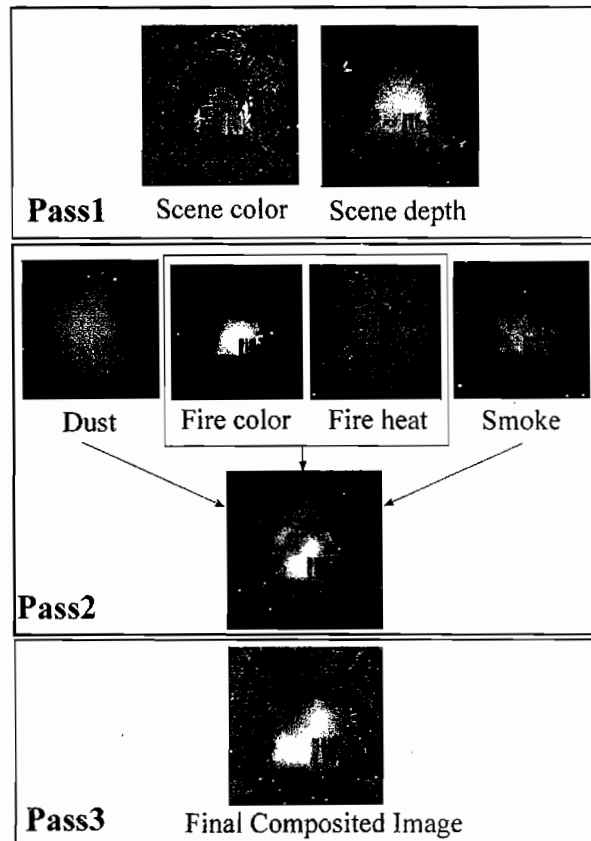 Scene color Scene depth
Pass1
Dust Fire color Fire heat Smoke
Pass2
Final Composited Image
Pass3